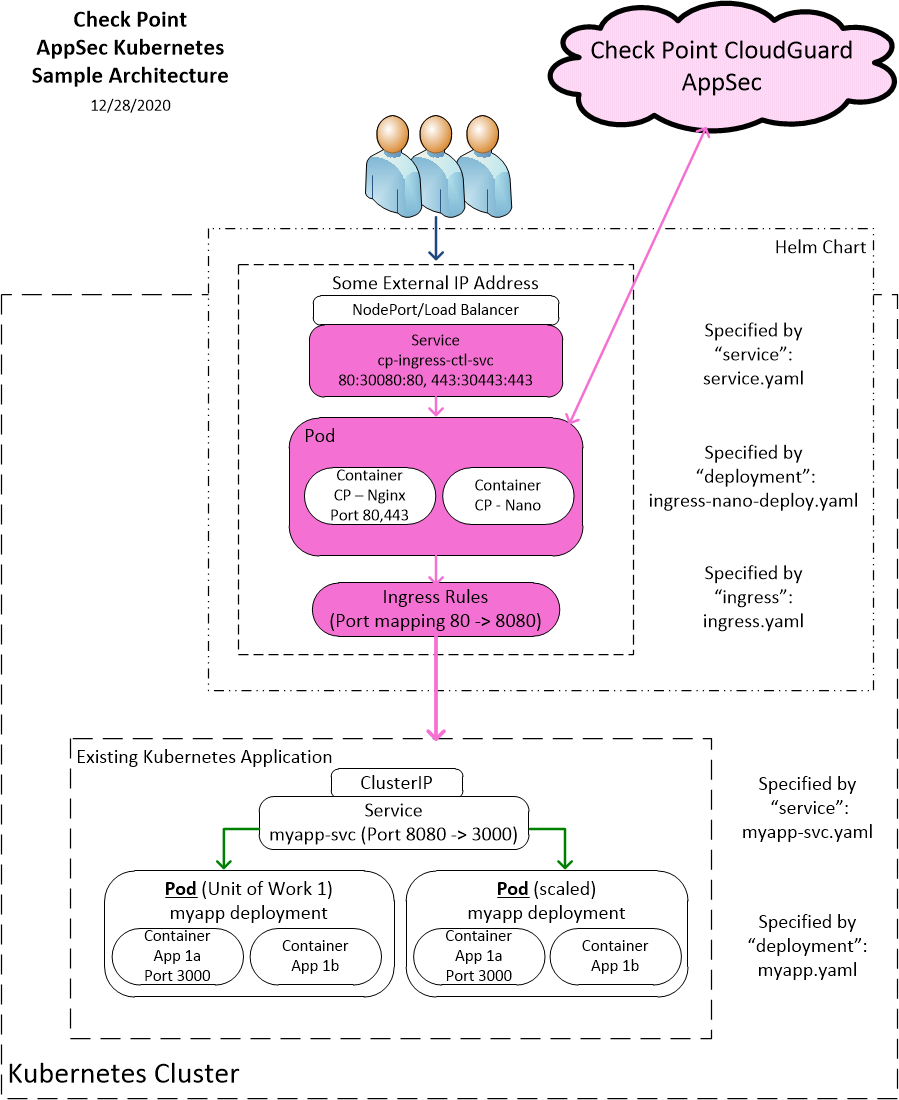 Check Point
AppSec Kubernetes
Sample Architecture
12/28/2020
Check Point CloudGuard
AppSec
Helm Chart
Some External IP Address
NodePort/Load Balancer
Service
cp-ingress-ctl-svc
80:30080:80, 443:30443:443
Specified by
“service”:
service.yaml
Pod
Container
CP – Nginx
Port 80,443
Container
CP - Nano
Specified by
“deployment”:
ingress-nano-deploy.yaml
Ingress Rules
(Port mapping 80 -> 8080)
Specified by
“ingress”:
ingress.yaml
Existing Kubernetes Application
ClusterIP
Service
myapp-svc (Port 8080 -> 3000)
Specified by
“service”:
myapp-svc.yaml
Pod (Unit of Work 1)
myapp deployment
Container
App 1a
Port 3000
Container
App 1b
Pod (scaled)
myapp deployment
Container
App 1a
Port 3000
Container
App 1b
Specified by
“deployment”:
myapp.yaml
Kubernetes Cluster